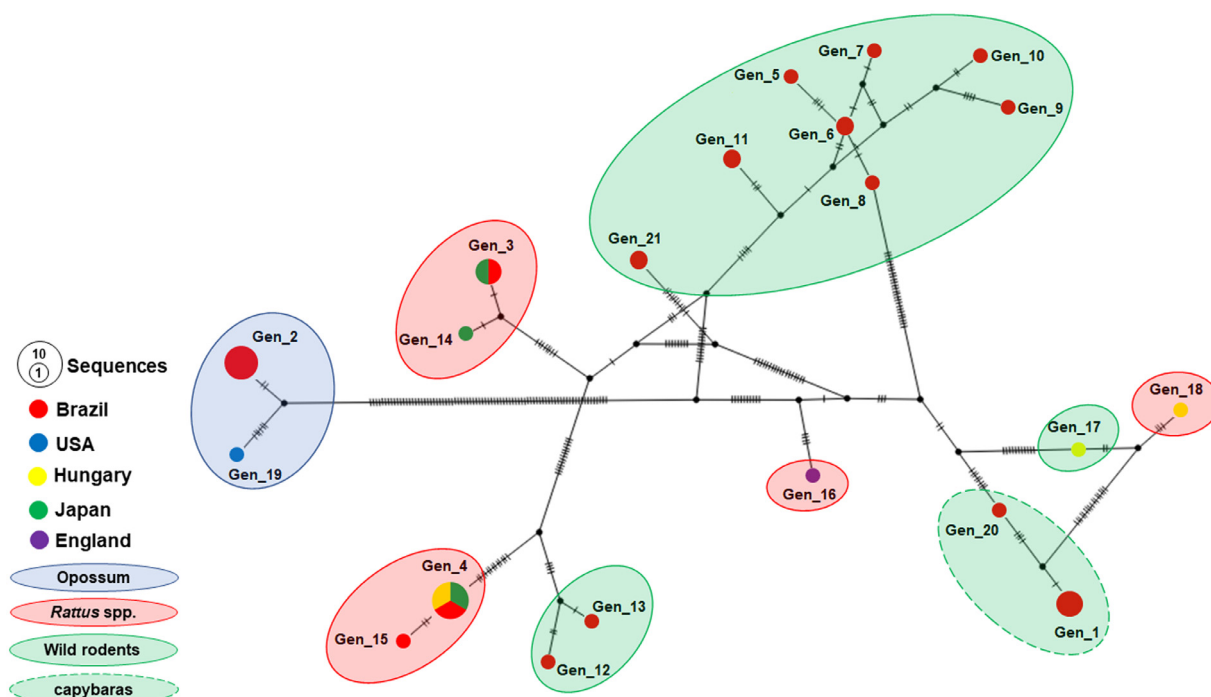 Gen_7
Gen_10
Gen_5
Gen_9
Gen_6
Gen_11
Gen_8
Gen_21
Gen_3
Gen_14
Gen_2
Gen_19
10
1
Sequences
Brazil
USA
Hungary
Japan
England
Opossum
Rattus spp.
Wild rodents
capybaras
Gen_18
Gen_17
Gen_16
Gen_20
Gen_1
Gen_4
Gen_15
Gen_13
Gen_12